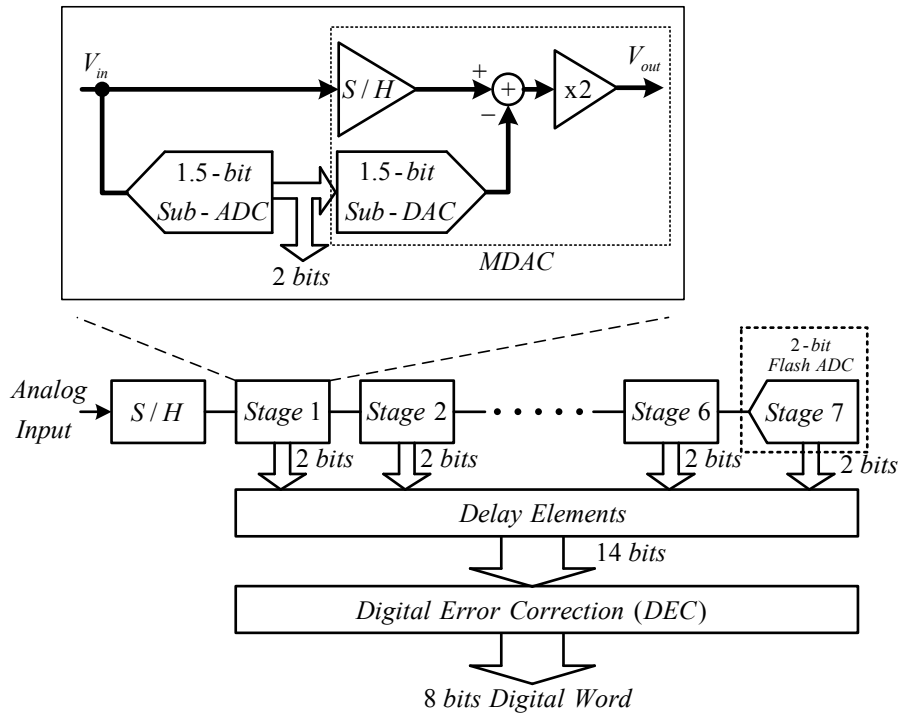 V_in
S / H
+
+
−
x2
V_out
1.5 - bit
Sub - ADC
1.5 - bit
Sub - DAC
2 bits
MDAC
Analog
Input
S / H
Stage 1
Stage 2
Stage 6
2 - bit
Flash ADC
Stage 7
2 bits
2 bits
2 bits
2 bits
Delay Elements
14 bits
Digital Error Correction (DEC)
8 bits Digital Word